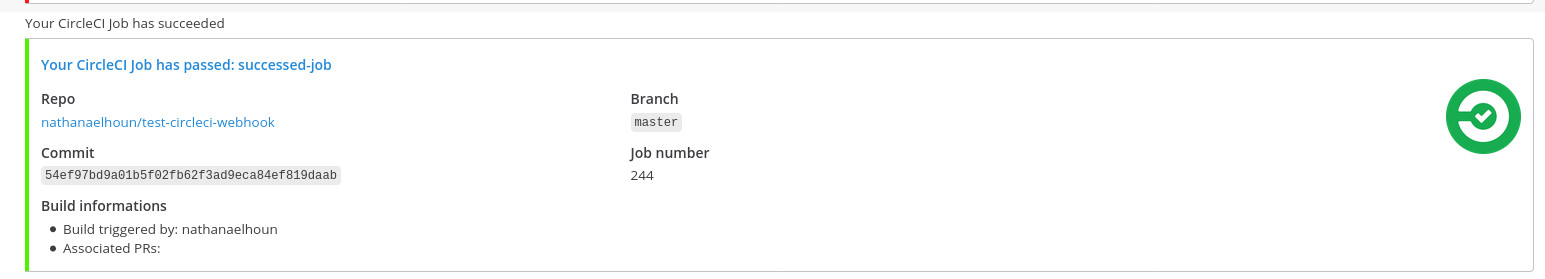 Your CircleCI Job has succeeded
Your CircleCI Job has passed: successed-job
Repo
nathanaelhoun/test-circleci-webhook
Branch
master
Commit
54ef97bd9a01b5f02fb62f3ad9eca84ef819daab
Job number
244
Build informations
Build triggered by: nathanaelhoun
Associated PRs: